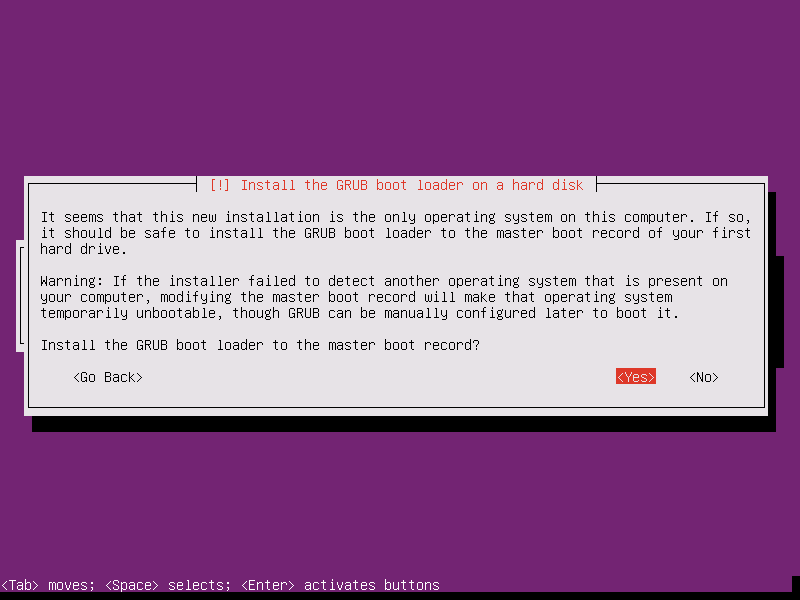 [!] Install the GRUB boot loader on a hard disk
It seems that this new installation is the only operating system on this computer. If so,
it should be safe to install the GRUB boot loader to the master boot record of your first
hard drive.
Warning: If the installer failed to detect another operating system that is present on
your computer, modifying the master boot record will make that operating system
temporarily unbootable, though GRUB can be manually configured later to boot it.
Install the GRUB boot loader to the master boot record?
<Go Back> <Yes> <No>
<Tab> moves; <Space> selects; <Enter> activates buttons